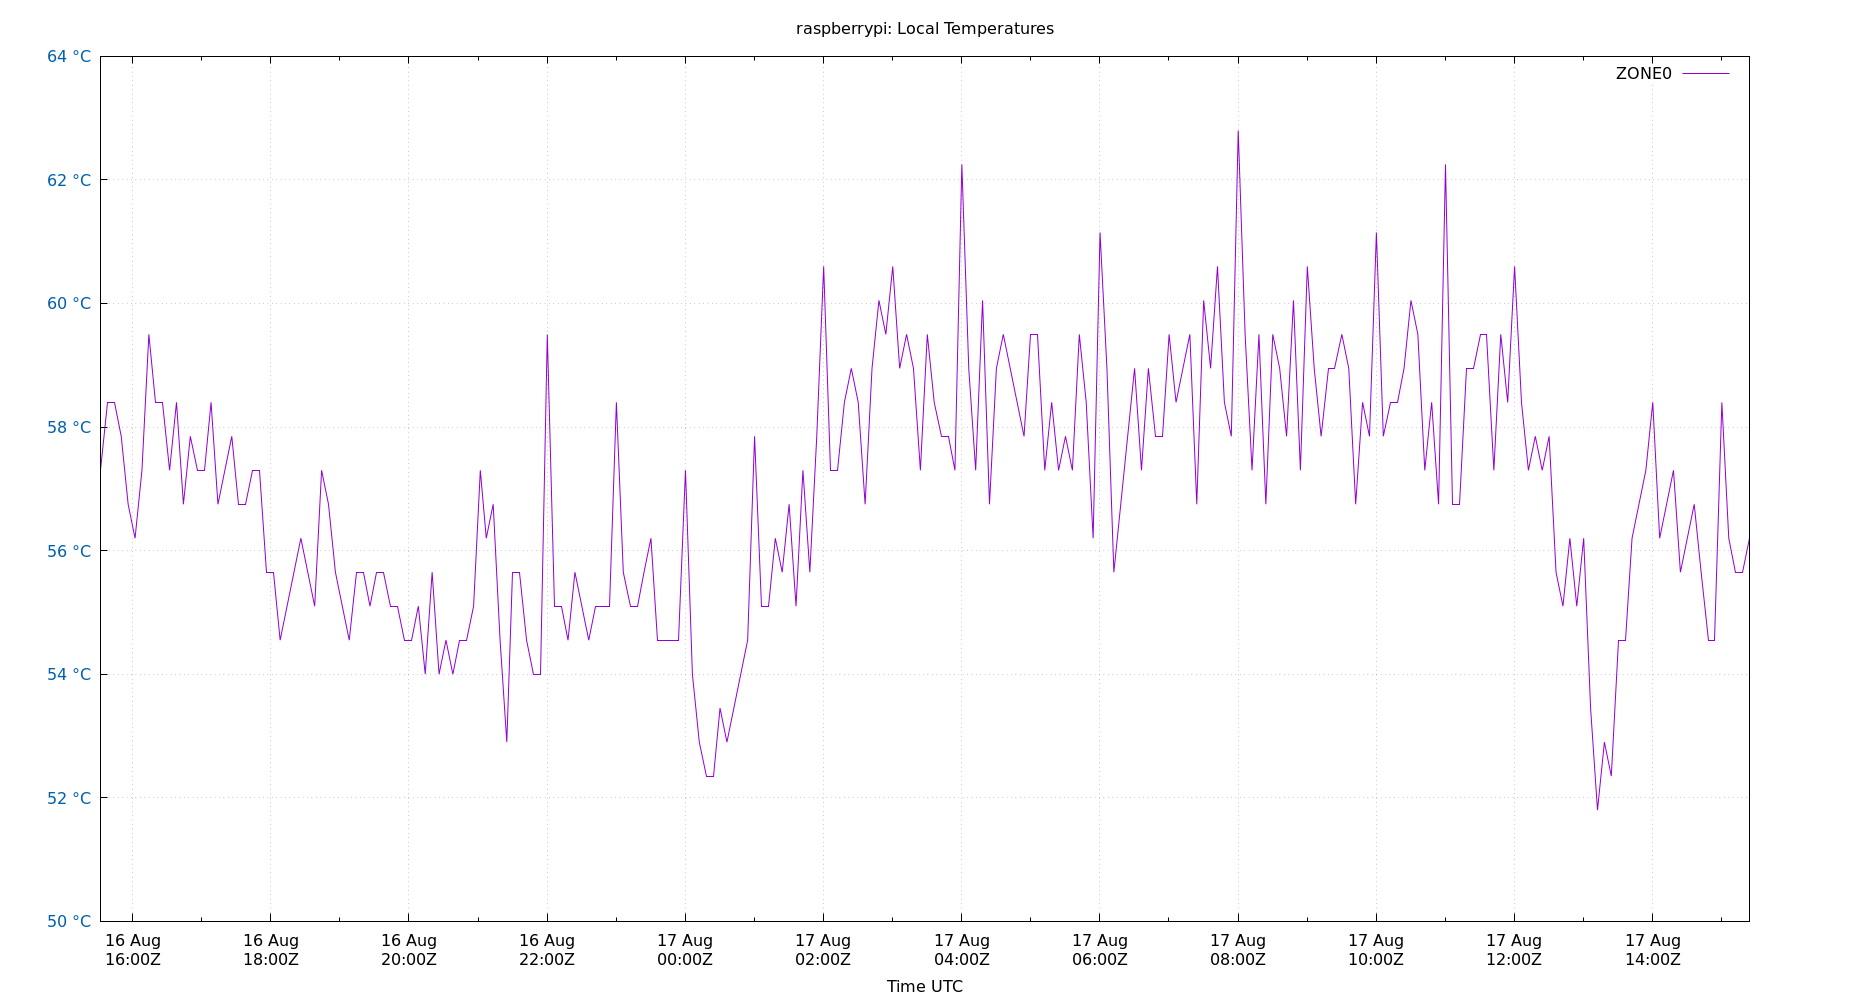 raspberrypi: Local Temperatures
64 °C
ZONE0
62 °C
60 °C
58 °C
56 °C
54 °C
52 °C
50 °C
16 Aug 16 Aug 16 Aug 16 Aug 17 Aug 17 Aug 17 Aug 17 Aug 17 Aug 17 Aug 17 Aug 17 Aug
16:00Z 18:00Z 20:00Z 22:00Z 00:00Z 02:00Z 04:00Z 06:00Z 08:00Z 10:00Z 12:00Z 14:00Z
Time UTC